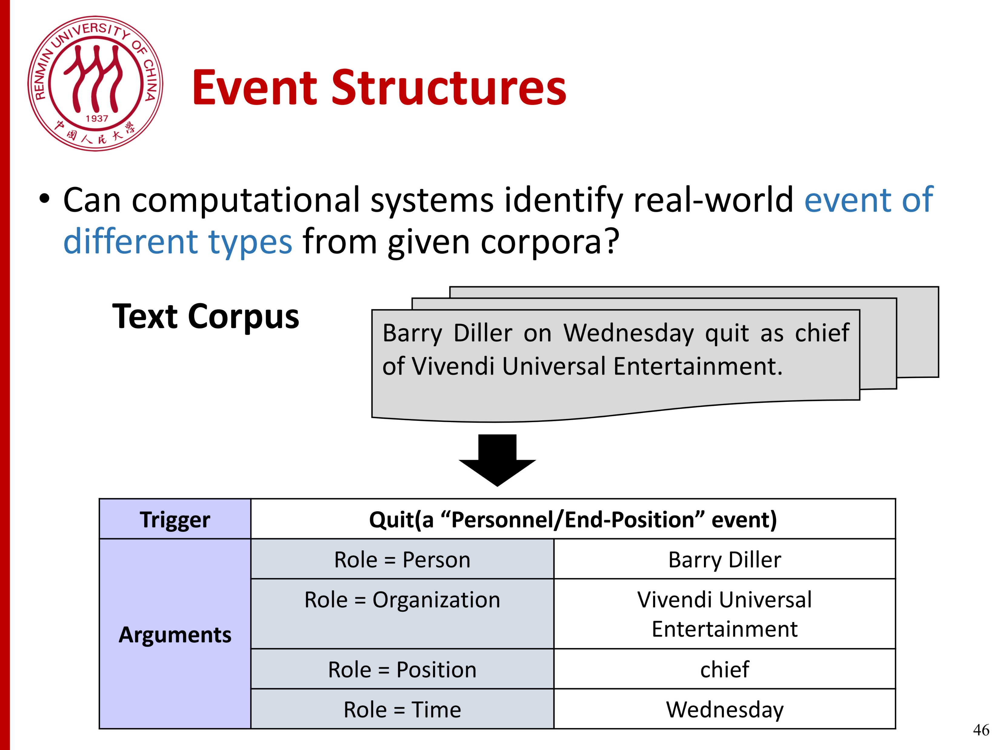 RENMIN UNIVERSITY OF CHINA
1937
中國人民大學
Event Structures
• Can computational systems identify real-world event of
different types from given corpora?
Text Corpus
Barry Diller on Wednesday quit as chief
of Vivendi Universal Entertainment.
Trigger
Quit(a “Personnel/End-Position” event)
Arguments
Role = Person
Barry Diller
Role = Organization
Vivendi Universal
Entertainment
Role = Position
chief
Role = Time
Wednesday
46